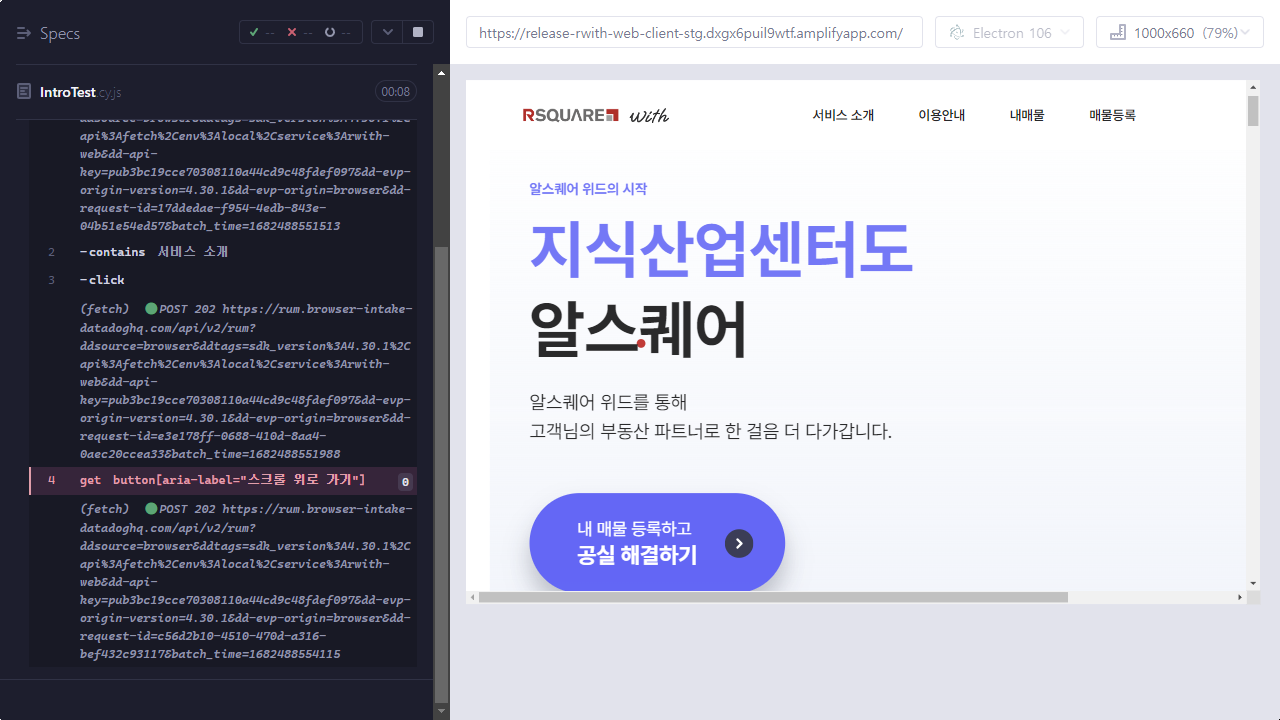 Specs
-- -- --
IntroTest.cy.js
00:08
ddsource=browser&ddtags=sdk_version%3A4.30.1%2C
api%3Afetch%2Cenv%3Alocal%2Cservice%3Arwith-
web&dd-api-
key=pub3bc19cce70308110a44cd9c48fdef097&dd-evp-
origin-version=4.30.1&dd-evp-origin=browser&dd-
request-id=17ddedae-f954-4edb-843e-
04b51e54ed57&batch_time=1682488551513
2 -contains 서비스 소개
3 -click
(fetch) POST 202 https://rum.browser-intake-
datadoghq.com/api/v2/rum?
ddsource=browser&ddtags=sdk_version%3A4.30.1%2C
api%3Afetch%2Cenv%3Alocal%2Cservice%3Arwith-
web&dd-api-
key=pub3bc19cce70308110a44cd9c48fdef097&dd-evp-
origin-version=4.30.1&dd-evp-origin=browser&dd-
request-id=e3e178ff-0688-410d-8aa4-
0aec20ccea33&batch_time=1682488551988
4 get button[aria-label="스크롤 위로 가기"] 0
(fetch) POST 202 https://rum.browser-intake-
datadoghq.com/api/v2/rum?
ddsource=browser&ddtags=sdk_version%3A4.30.1%2C
api%3Afetch%2Cenv%3Alocal%2Cservice%3Arwith-
web&dd-api-
key=pub3bc19cce70308110a44cd9c48fdef097&dd-evp-
origin-version=4.30.1&dd-evp-origin=browser&dd-
request-id=c56d2b10-4510-470d-a316-
bef432c93117&batch_time=1682488554115
https://release-rwith-web-client-stg.dxgx6puil9wtf.amplifyapp.com/
Electron 106
1000x660 (79%)
RSQUARE With
서비스 소개 이용안내 내매물 매물등록
알스퀘어 위드의 시작
지식산업센터도
알스퀘어
알스퀘어 위드를 통해
고객님의 부동산 파트너로 한 걸음 더 다가갑니다.
내 매물 등록하고
공실 해결하기